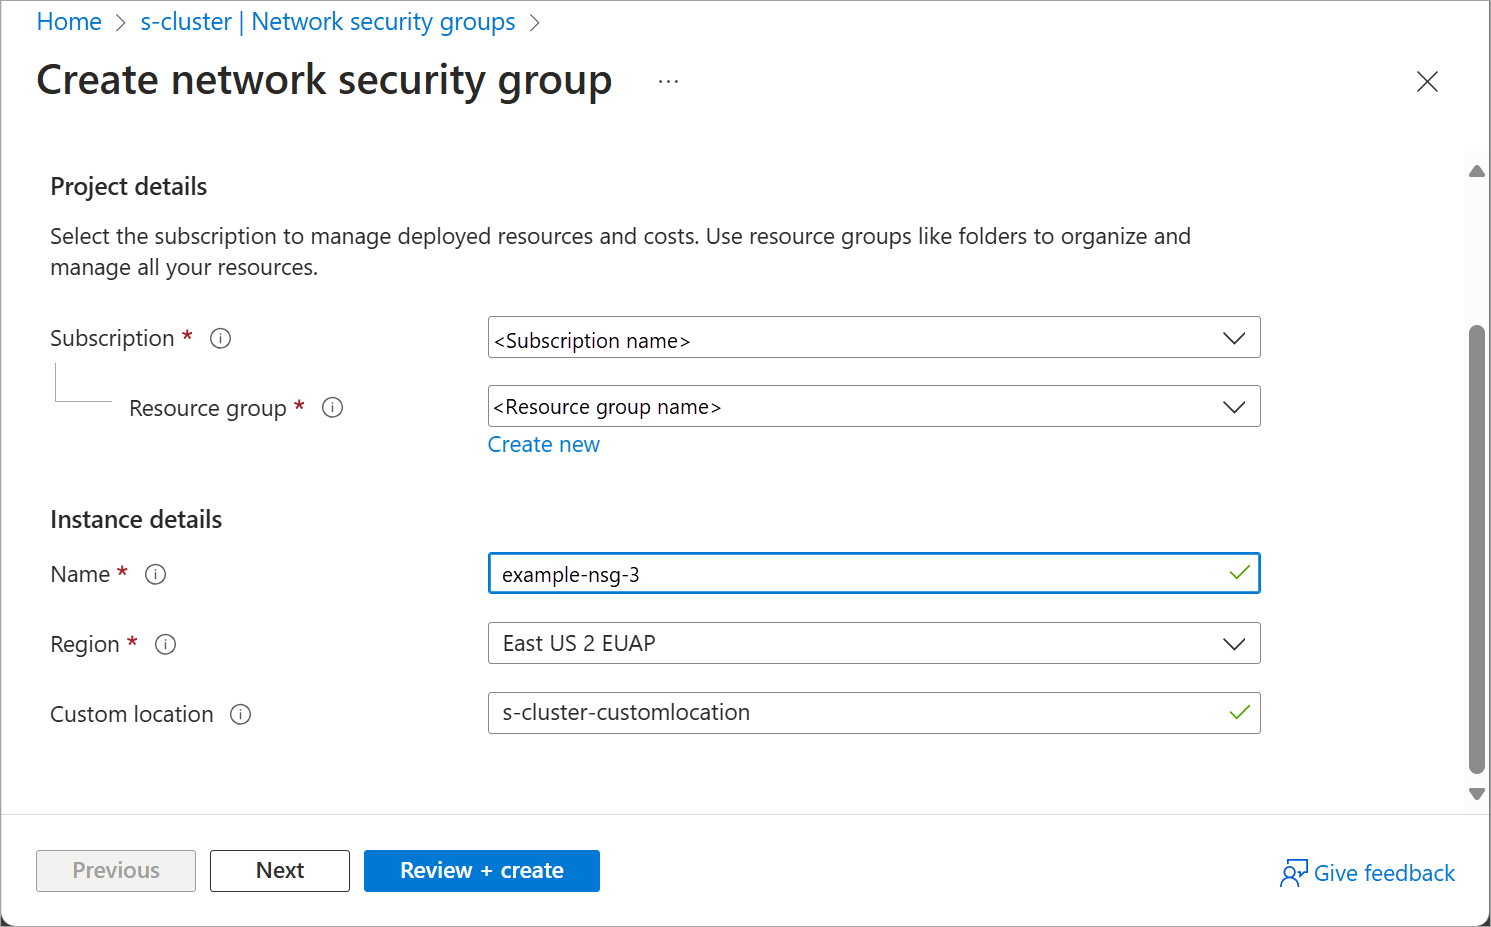 Home > s-cluster | Network security groups >
Create network security group ...
Project details
Select the subscription to manage deployed resources and costs. Use resource groups like folders to organize and
manage all your resources.
Subscription *
<Subscription name>
Resource group *
<Resource group name>
Create new
Instance details
Name *
example-nsg-3
Region *
East US 2 EUAP
Custom location
s-cluster-customlocation
Previous
Next
Review + create
Give feedback